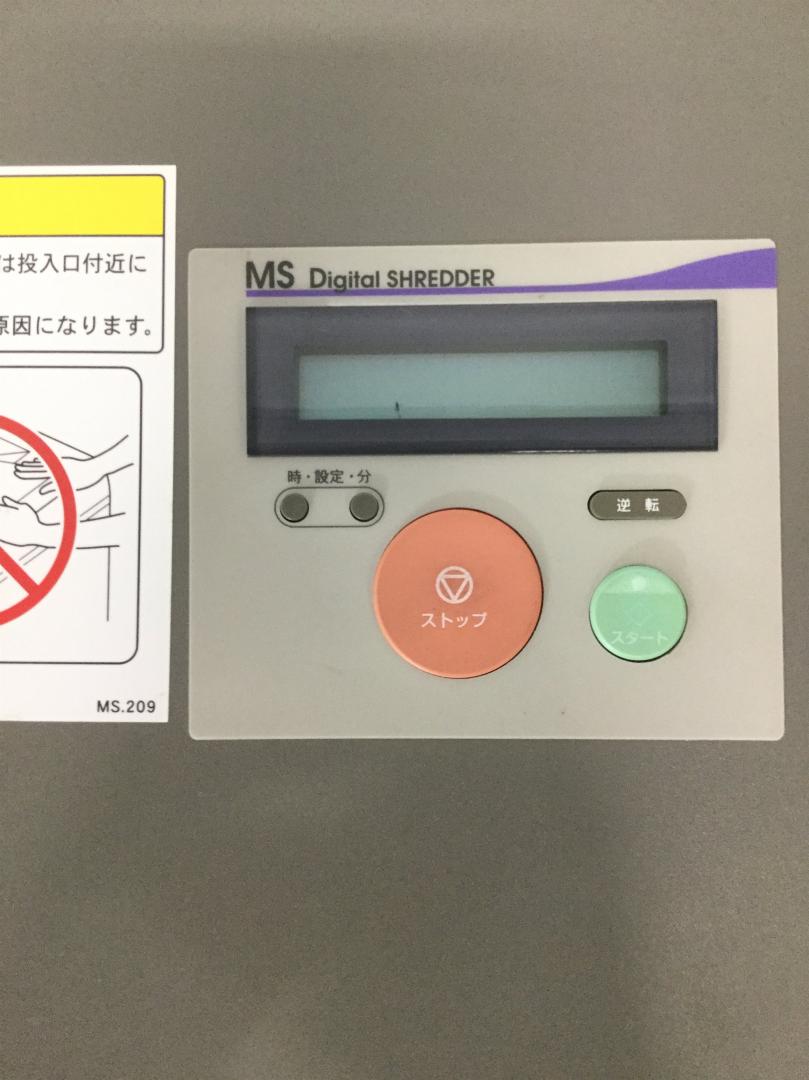 は投入口付近に
原因になります。
MS.209
MS Digital SHREDDER
時・設定・分
逆転
ストップ
スタート